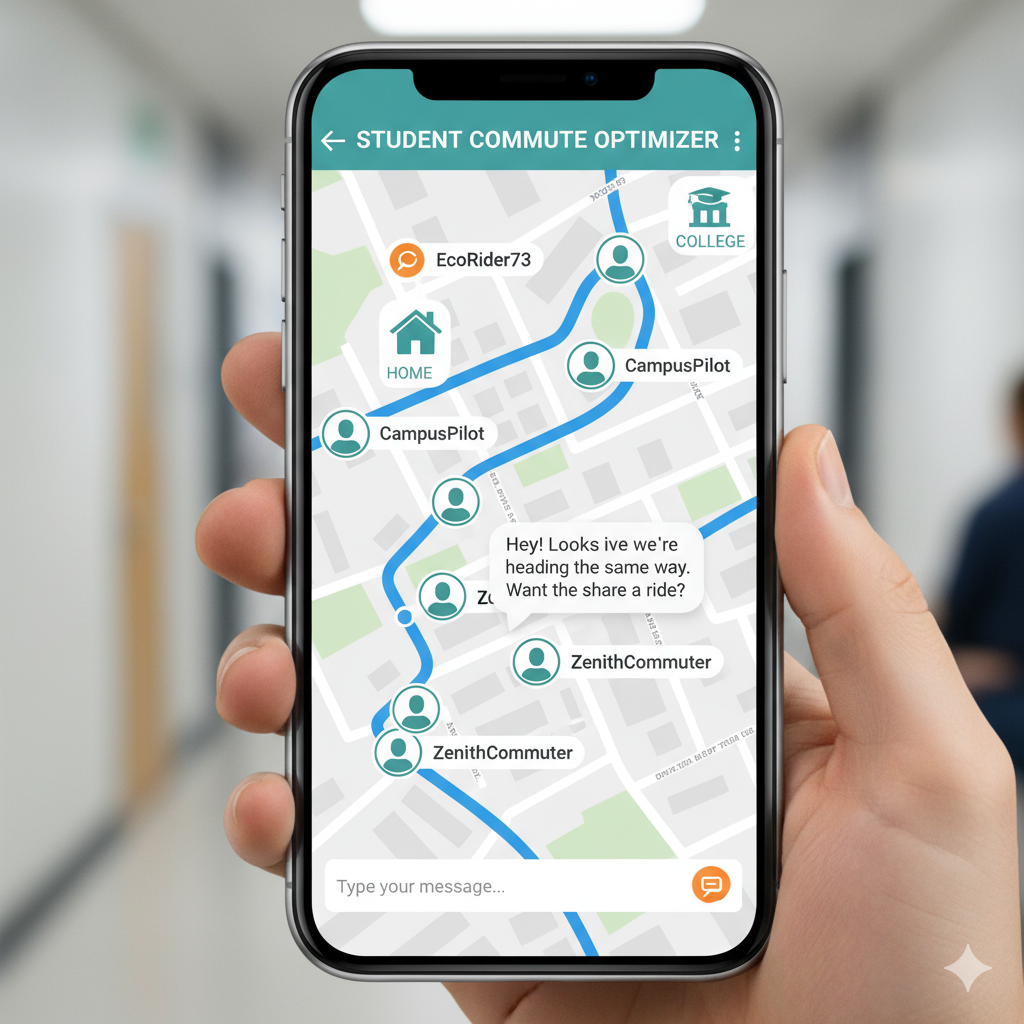 STUDENT COMMUTE OPTIMIZER
COLLEGE
EcoRider73
HOME
CampusPilot
CampusPilot
Hey! Looks ive we're
heading the same way.
Want the share a ride?
Zo
ZenithCommuter
ZenithCommuter
Type your message...